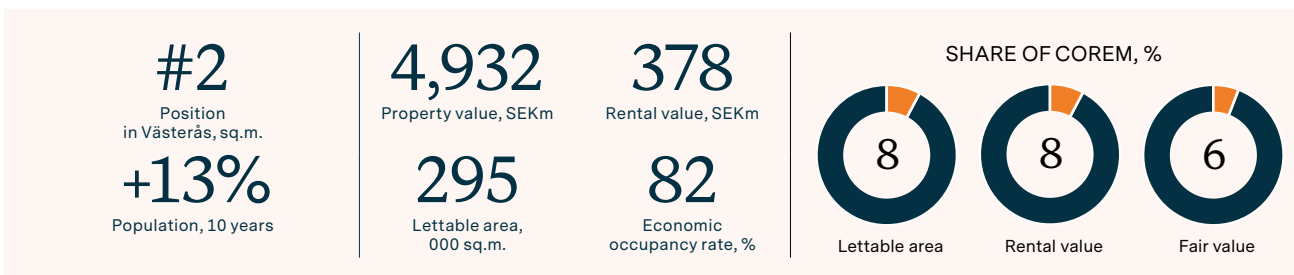 #2
Position
in Västerås, sq.m.
+13%
Population, 10 years
4,932
Property value, SEKm
378
Rental value, SEKm
295
Lettable area,
000 sq.m.
82
Economic
occupancy rate, %
SHARE OF COREM, %
8
Lettable area
8
Rental value
6
Fair value